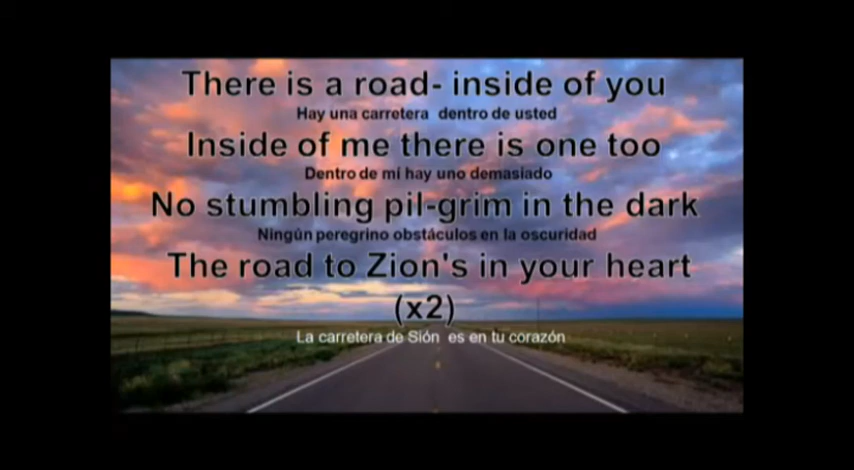 There is a road- inside of you
Hay una carretera dentro de usted
Inside of me there is one too
Dentro de mí hay uno demasiado
No stumbling pil-grim in the dark
Ningún peregrino obstáculos en la oscuridad
The road to Zion's in your heart
(x2)
La carretera de Sión es en tu corazón